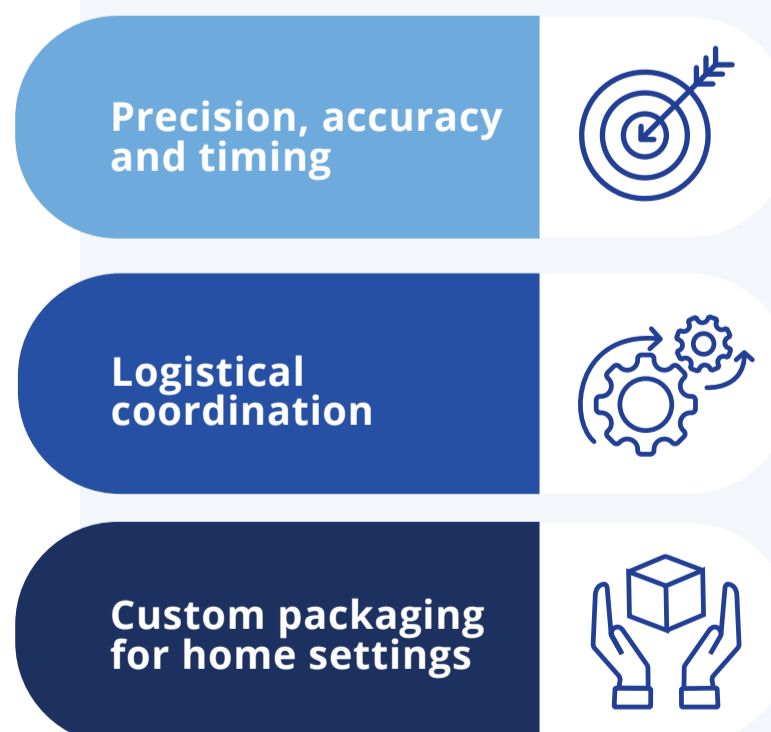 Precision, accuracy
and timing
Logistical
coordination
Custom packaging
for home settings